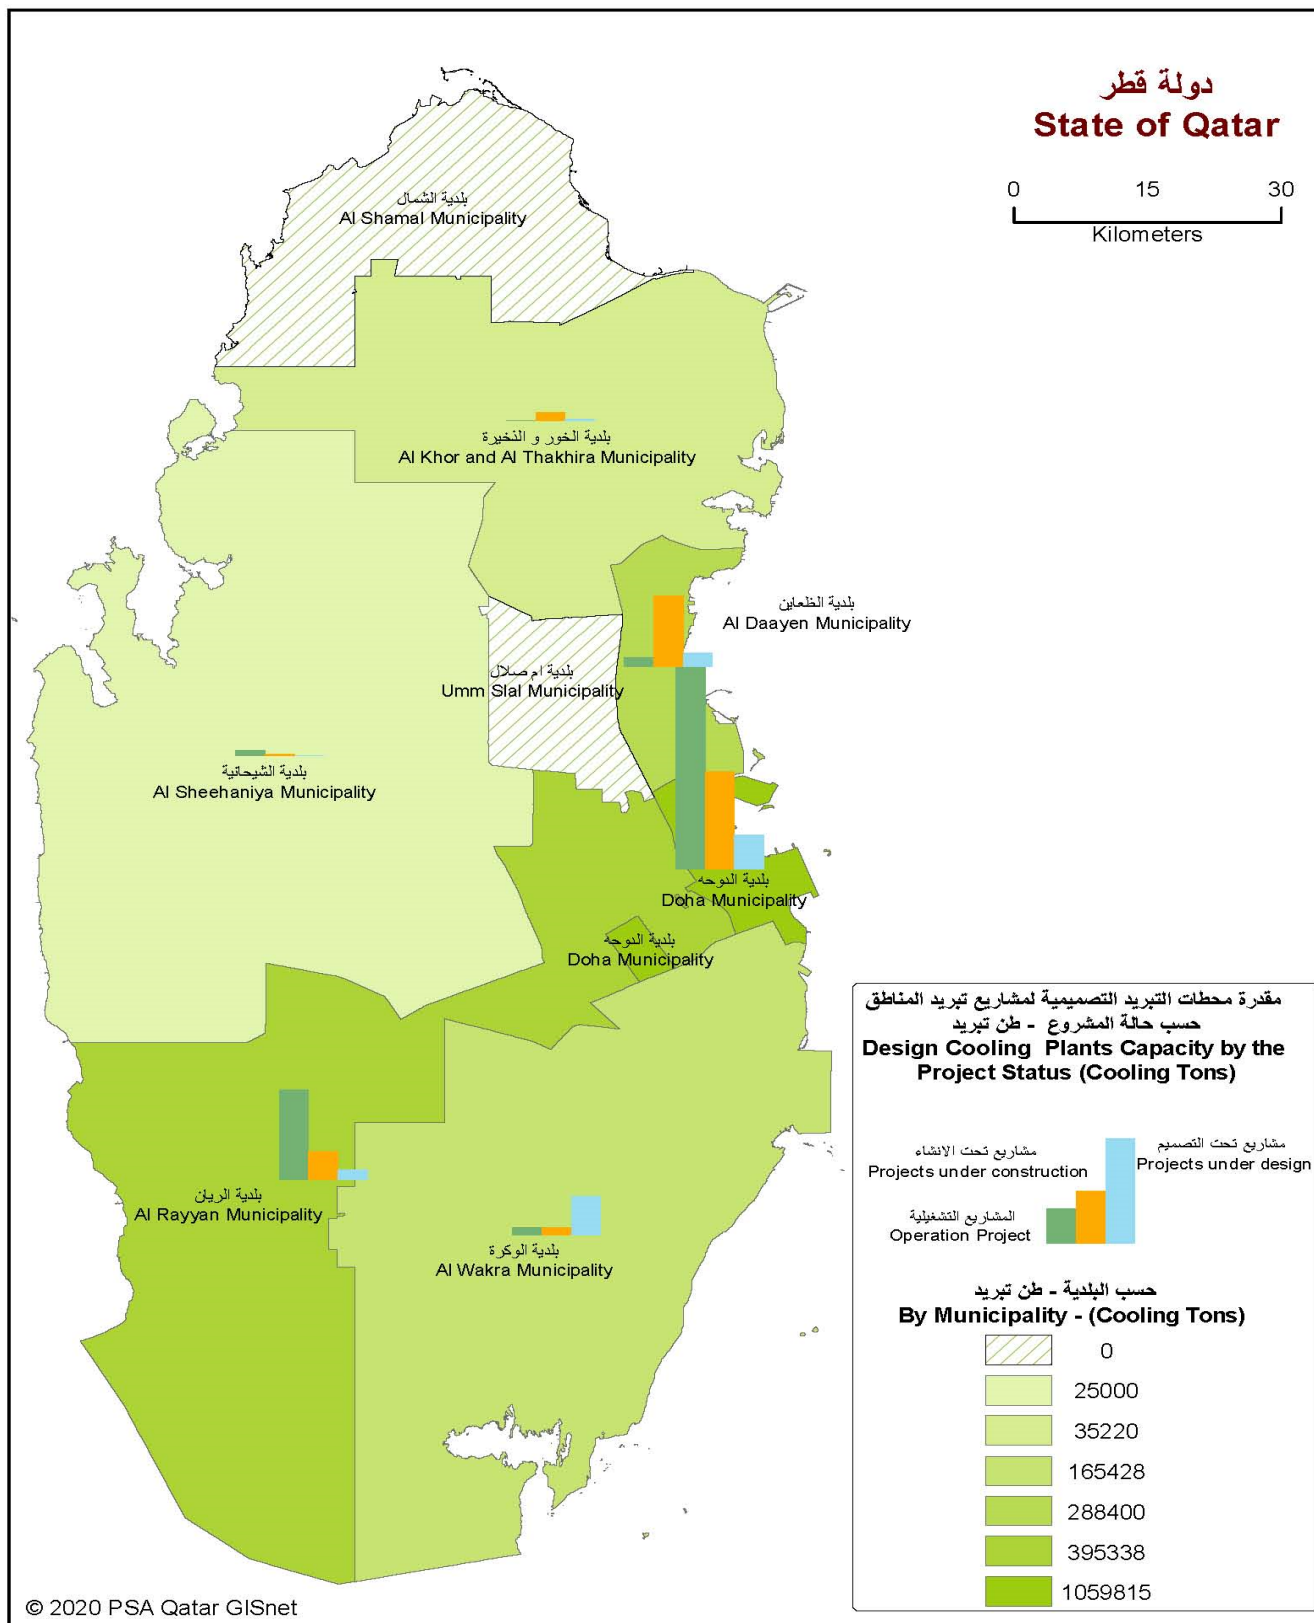 دولة قطر
State of Qatar
0 15 30
Kilometers
بلدية الشمال
Al Shamal Municipality
بلدية الخور و الذخيرة
Al Khor and Al Thakhira Municipality
بلدية الظعاين
Al Daayen Municipality
بلدية ام صلال
Umm Slal Municipality
بلدية الشيحانية
Al Sheehaniya Municipality
بلدية الدوحه
Doha Municipality
بلدية الدوحه
Doha Municipality
بلدية الريان
Al Rayyan Municipality
بلدية الوكرة
Al Wakra Municipality
مقدرة محطات التبريد التصميمية لمشاريع تبريد المناطق
حسب حالة المشروع - طن تبريد
Design Cooling Plants Capacity by the
Project Status (Cooling Tons)
مشاريع تحت التصميم
Projects under design
مشاريع تحت الانشاء
Projects under construction
المشاريع التشغيلية
Operation Project
حسب البلدية - طن تبريد
By Municipality - (Cooling Tons)
0
25000
35220
165428
288400
395338
1059815
© 2020 PSA Qatar GISnet